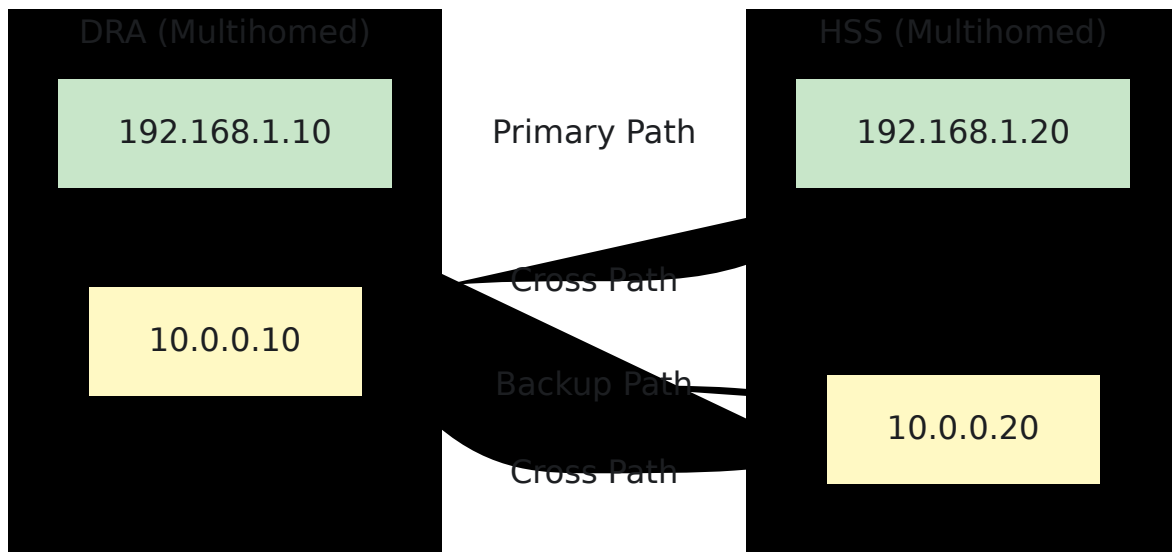 DRA (Multihomed)
HSS (Multihomed)
192.168.1.10
Primary Path
192.168.1.20
Cross Path
10.0.0.10
Backup Path
10.0.0.20
Cross Path